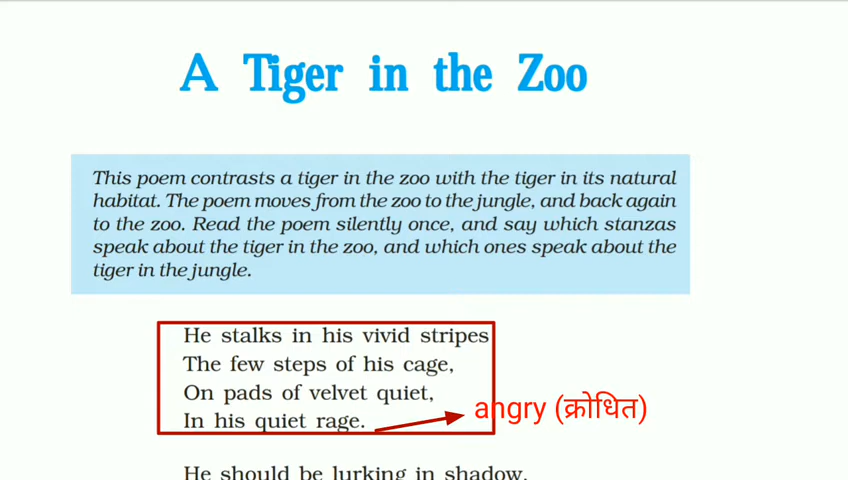 A Tiger in the Zoo
This poem contrasts a tiger in the zoo with the tiger in its natural
habitat. The poem moves from the zoo to the jungle, and back again
to the zoo. Read the poem silently once, and say which stanzas
speak about the tiger in the zoo, and which ones speak about the
tiger in the jungle.
He stalks in his vivid stripes
The few steps of his cage,
On pads of velvet quiet,
In his quiet rage.
angry (क्रोधित)
He should be lurking in shadow,